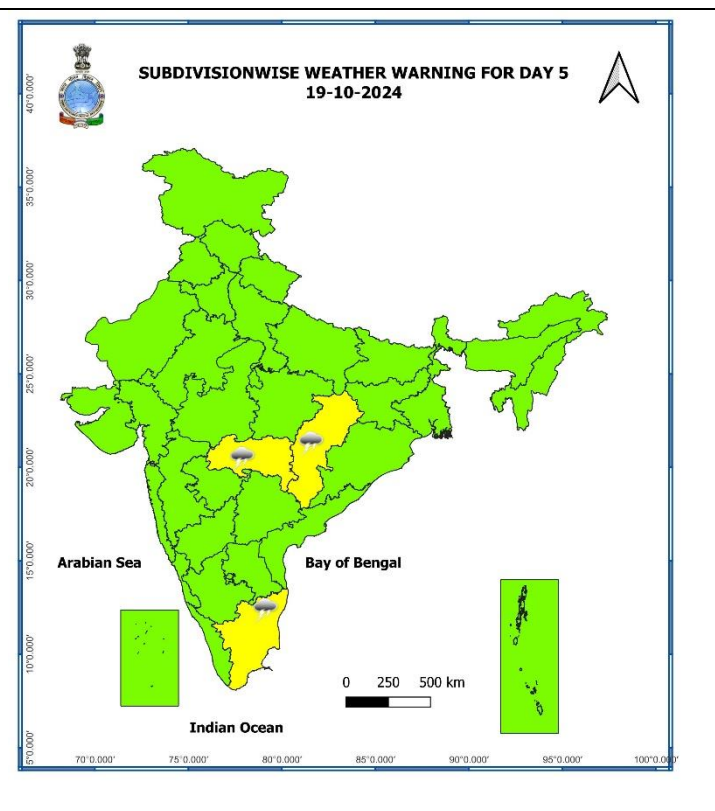 SUBDIVISIONWISE WEATHER WARNING FOR DAY 5
19-10-2024
40°0.000'
35°0.000'
30°0.000'
25°0.000'
20°0.000'
15°0.000'
10°0.000'
5°0.000'
Arabian Sea
Bay of Bengal
0 250 500 km
Indian Ocean
70°0.000' 75°0.000' 80°0.000' 85°0.000' 90°0.000' 95°0.000' 100°0.000'